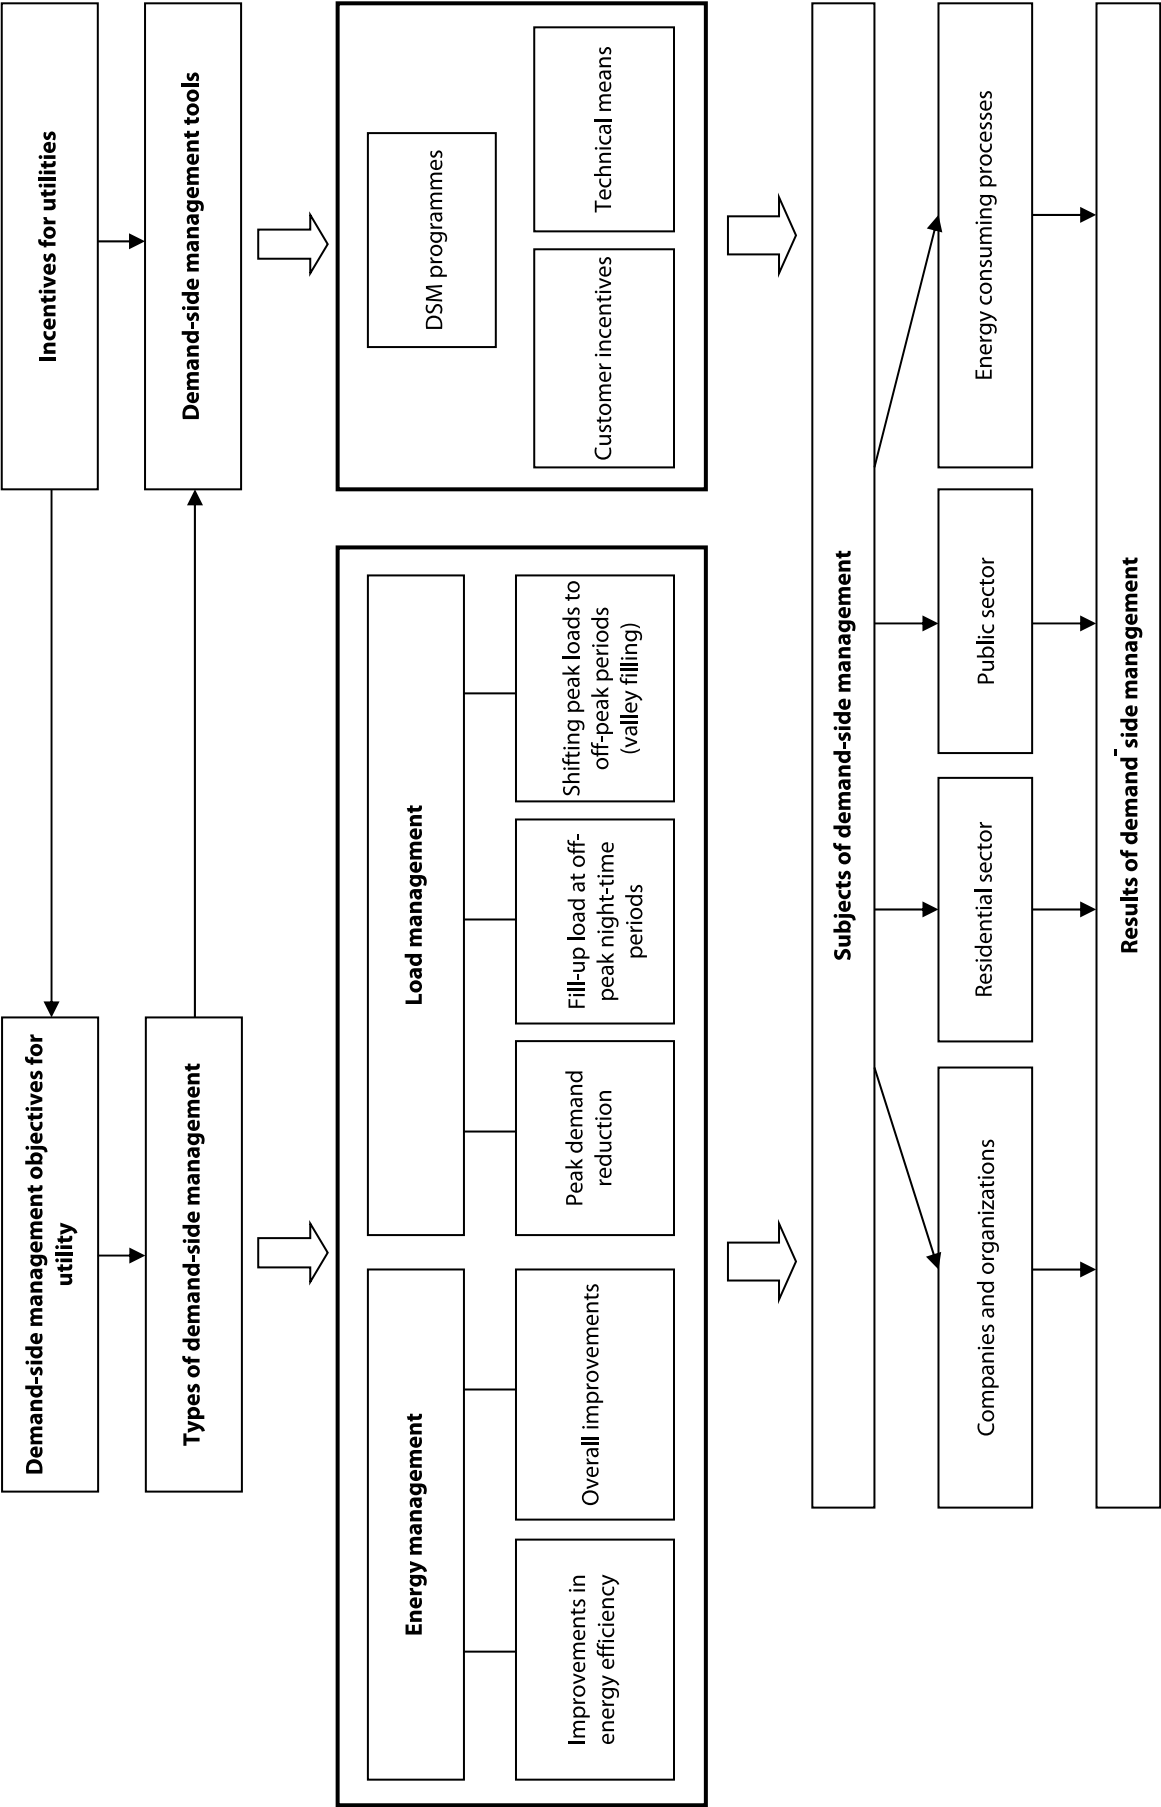 Demand-side management objectives for
utility
Incentives for utilities
Types of demand-side management
Demand-side management tools
Energy management
Load management
DSM programmes
Improvements in
energy efficiency
Overall improvements
Peak demand
reduction
Fill-up load at off-
peak night-time
periods
Shifting peak loads to
off-peak periods
(valley filling)
Customer incentives
Technical means
Subjects of demand-side management
Companies and organizations
Residential sector
Public sector
Energy consuming processes
Results of demand-side management